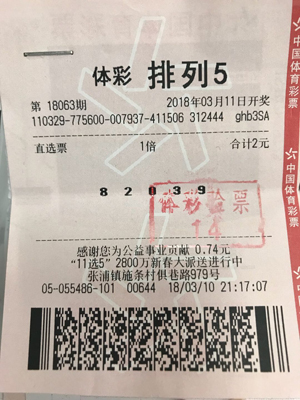 体彩 排列5
第 18063期 2018年03月11日开奖
110329-775600-007937-411506 312444 ghb3SA
直选票 1倍 合计2元
8 2 0 3 9
体彩验票
14
感谢您为公益事业贡献 0.74元
"11选5" 2800万新春大派送进行中
张浦镇施条村俱巷路979号
05-055486-101 00644 18/03/10 21:17:07
中国体育彩票
中国体育彩票